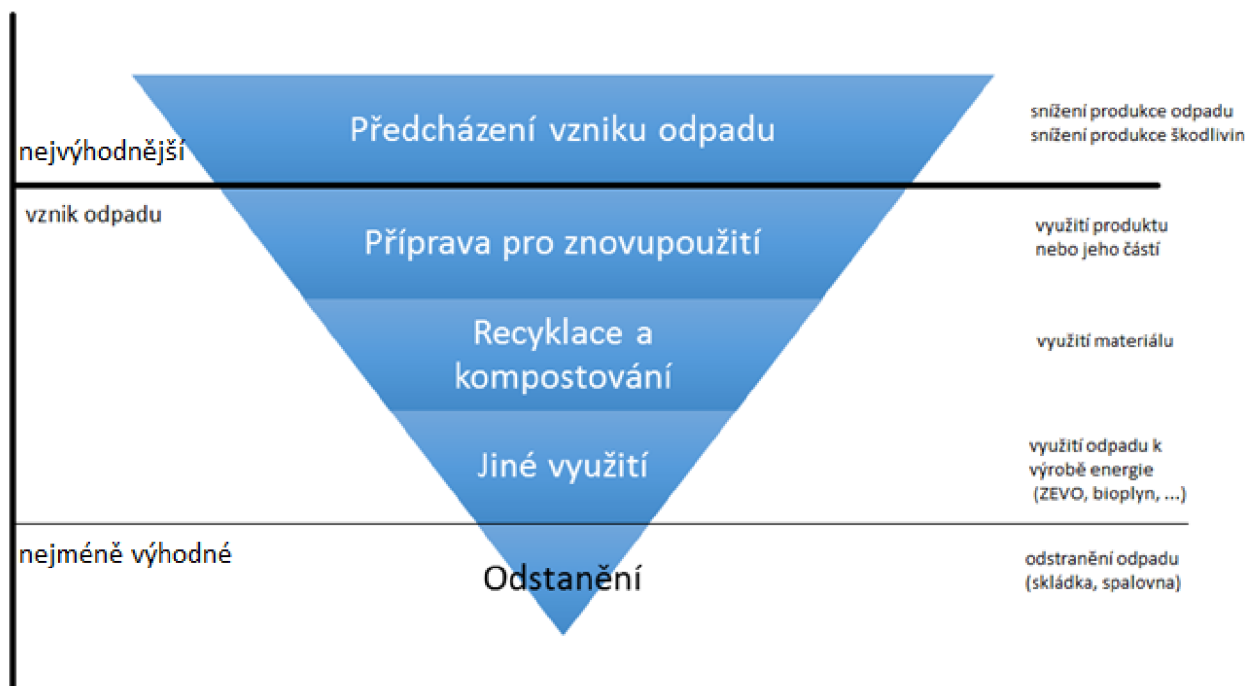 Předcházení vzniku odpadu
snížení produkce odpadu
snížení produkce škodlivin
nejvýhodnější
vznik odpadu
Příprava pro znovupoužití
využití produktu
nebo jeho částí
Recyklace a
kompostování
využití materiálu
Jiné využití
využití odpadu k
výrobě energie
(ZEVO, bioplyn, ...)
nejméně výhodné
Odstanění
odstranění odpadu
(skládka, spalovna)